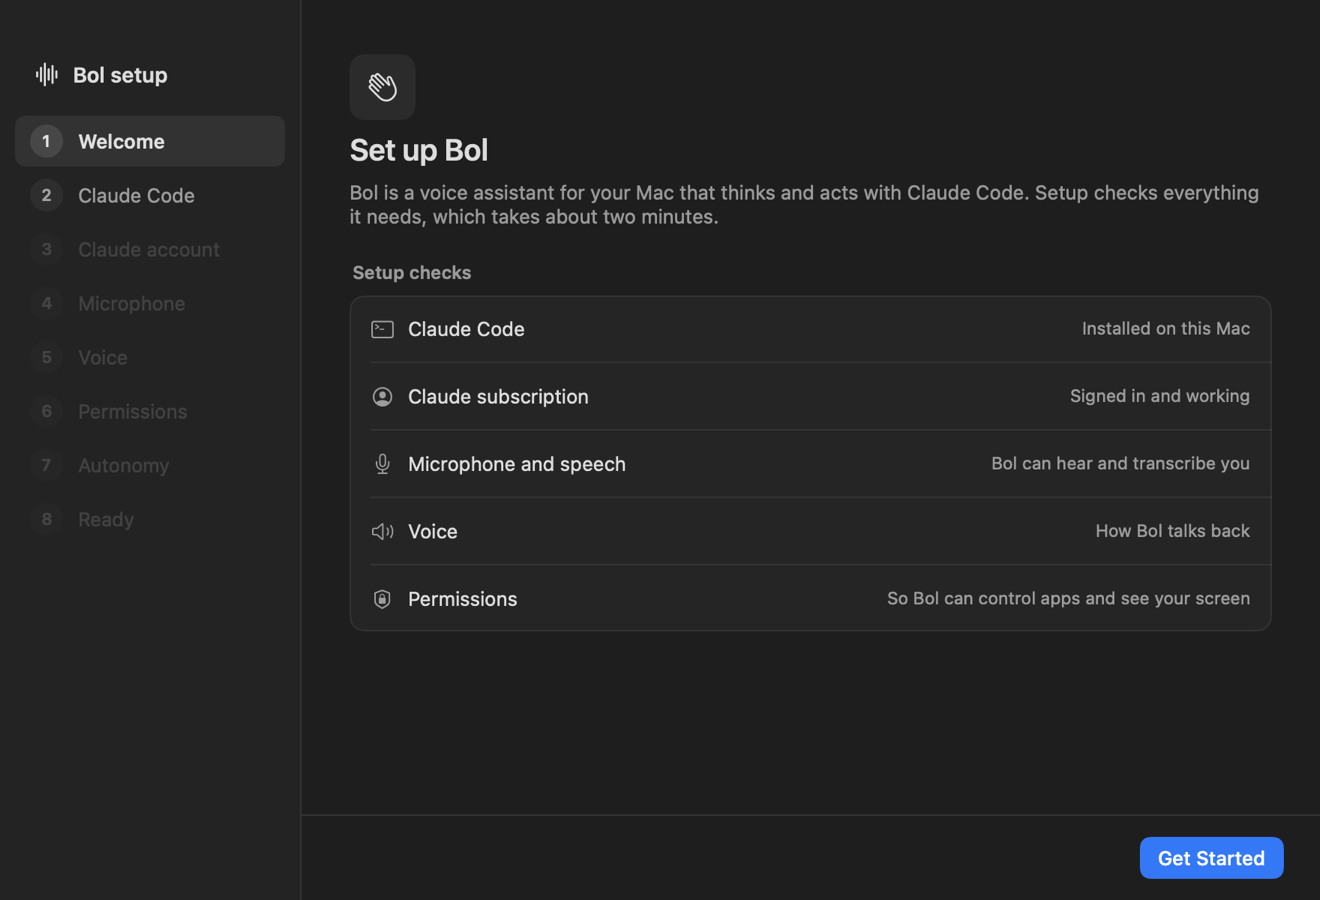 Bol setup
1 Welcome
2 Claude Code
3 Claude account
4 Microphone
5 Voice
6 Permissions
7 Autonomy
8 Ready
Set up Bol
Bol is a voice assistant for your Mac that thinks and acts with Claude Code. Setup checks everything
it needs, which takes about two minutes.
Setup checks
Claude Code Installed on this Mac
Claude subscription Signed in and working
Microphone and speech Bol can hear and transcribe you
Voice How Bol talks back
Permissions So Bol can control apps and see your screen
Get Started